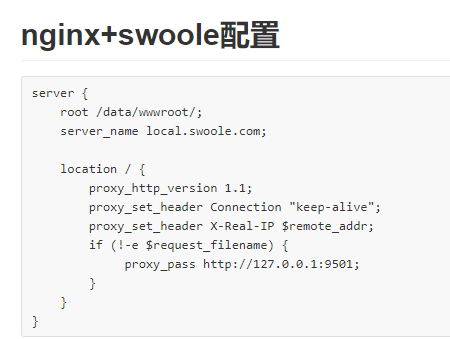 nginx+swoole配置
server {
    root /data/wwwroot/;
    server_name local.swoole.com;

    location / {
        proxy_http_version 1.1;
        proxy_set_header Connection "keep-alive";
        proxy_set_header X-Real-IP $remote_addr;
        if (!-e $request_filename) {
             proxy_pass http://127.0.0.1:9501;
        }
    }
}